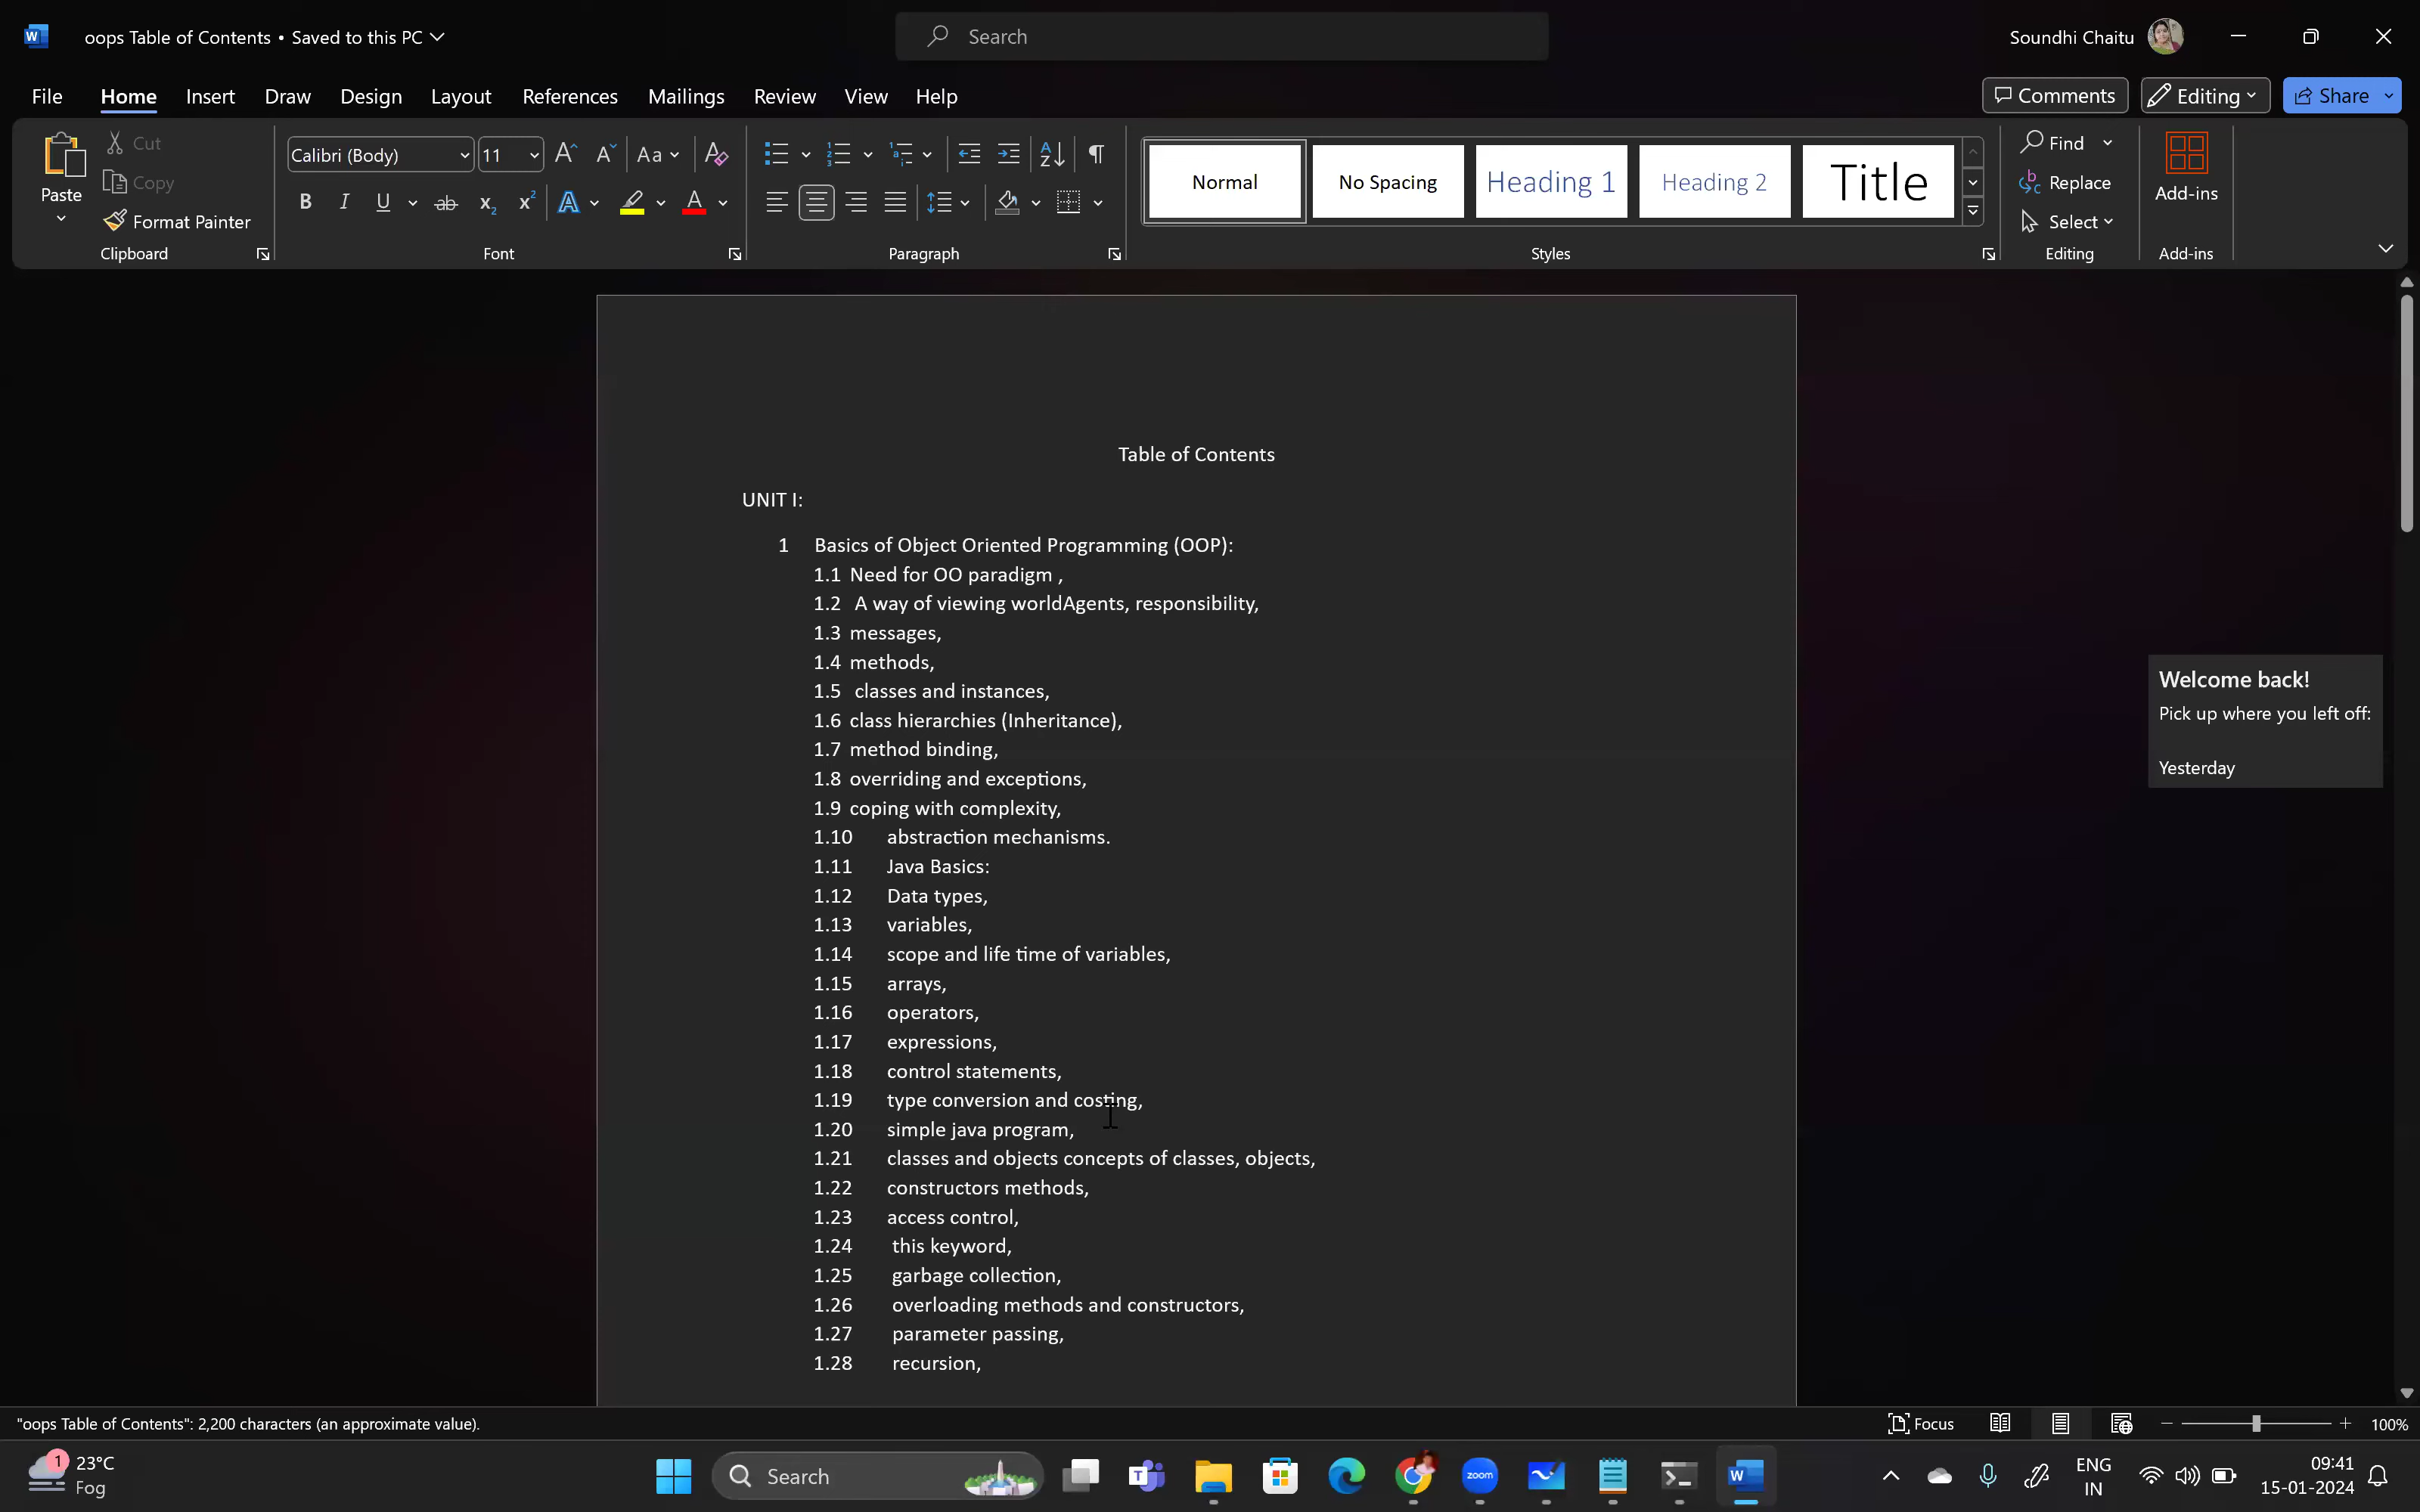 oops Table of Contents • Saved to this PC
Search
Soundhi Chaitu
File Home Insert Draw Design Layout References Mailings Review View Help
Comments Editing Share
Paste
Cut
Copy
Format Painter
Clipboard
Calibri (Body) 11
Font
Paragraph
Normal No Spacing Heading 1 Heading 2 Title
Styles
Find
Replace
Select
Editing
Add-ins
Add-ins
Table of Contents
UNIT I:
1 Basics of Object Oriented Programming (OOP):
1.1 Need for OO paradigm ,
1.2 A way of viewing worldAgents, responsibility,
1.3 messages,
1.4 methods,
1.5 classes and instances,
1.6 class hierarchies (Inheritance),
1.7 method binding,
1.8 overriding and exceptions,
1.9 coping with complexity,
1.10 abstraction mechanisms.
1.11 Java Basics:
1.12 Data types,
1.13 variables,
1.14 scope and life time of variables,
1.15 arrays,
1.16 operators,
1.17 expressions,
1.18 control statements,
1.19 type conversion and costing,
1.20 simple java program,
1.21 classes and objects concepts of classes, objects,
1.22 constructors methods,
1.23 access control,
1.24 this keyword,
1.25 garbage collection,
1.26 overloading methods and constructors,
1.27 parameter passing,
1.28 recursion,
Welcome back!
Pick up where you left off:
Yesterday
"oops Table of Contents": 2,200 characters (an approximate value).
Focus
100%
1
23°C
Fog
Search
zoom
ENG
IN
09:41
15-01-2024